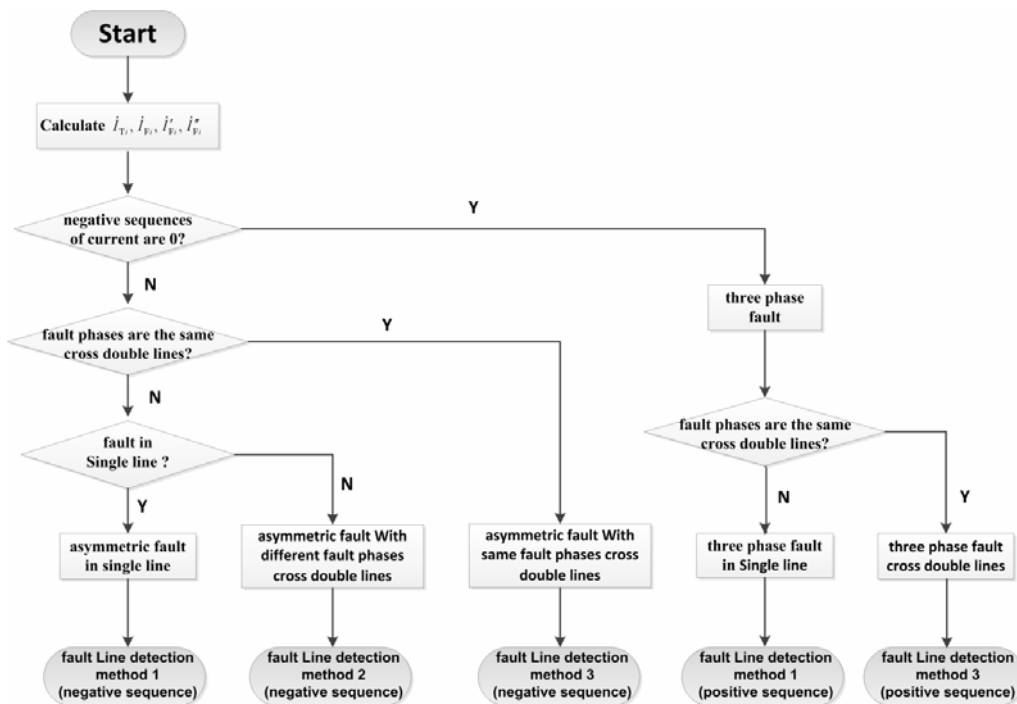 Start
Calculate İ_Ti, İ_Fi, İ′_Fi, İ″_Fi
negative sequences
of current are 0?
Y
N
three phase
fault
fault phases are the same
cross double lines?
Y
N
fault phases are the same
cross double lines?
fault in
Single line ?
N
Y
N
Y
asymmetric fault
in single line
asymmetric fault With
different fault phases
cross double lines
asymmetric fault With
same fault phases cross
double lines
three phase fault
in Single line
three phase fault
cross double lines
fault Line detection
method 1
(negative sequence)
fault Line detection
method 2
(negative sequence)
fault Line detection
method 3
(negative sequence)
fault Line detection
method 1
(positive sequence)
fault Line detection
method 3
(positive sequence)